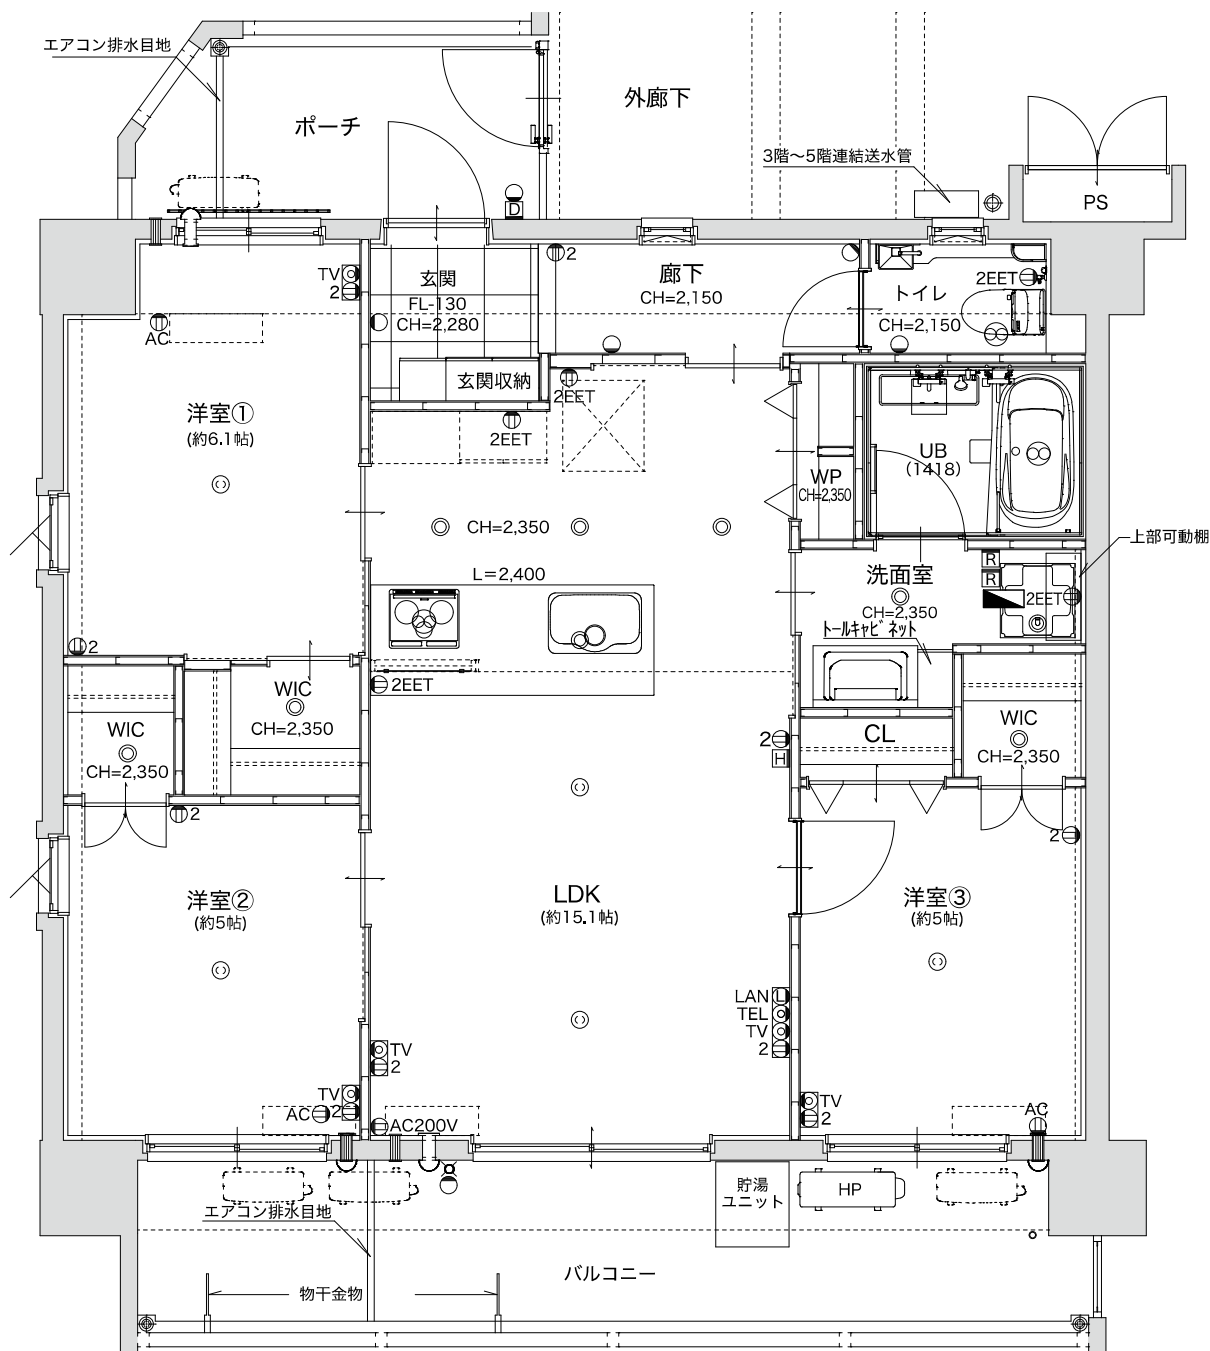 エアコン排水目地
ポーチ
外廊下
3階〜5階連結送水管
PS
D
TV
2
玄関
FL-130
CH=2,280
2
廊下
CH=2,150
トイレ
2EET
CH=2,150
AC
玄関収納
2EET
2EET
洋室①
(約6.1帖)
UB
(1418)
WP
CH=2,350
CH=2,350
上部可動棚
L=2,400
洗面室
CH=2,350
R
R
2EET
トールキャビネット
2
2EET
WIC
CH=2,350
WIC
CH=2,350
2
H
CL
WIC
CH=2,350
2
2
洋室②
(約5帖)
LDK
(約15.1帖)
洋室③
(約5帖)
LAN L
TEL
TV
2
TV
2
TV
2
AC
AC200V
TV
2
AC
貯湯
ユニット
HP
エアコン排水目地
バルコニー
物干金物